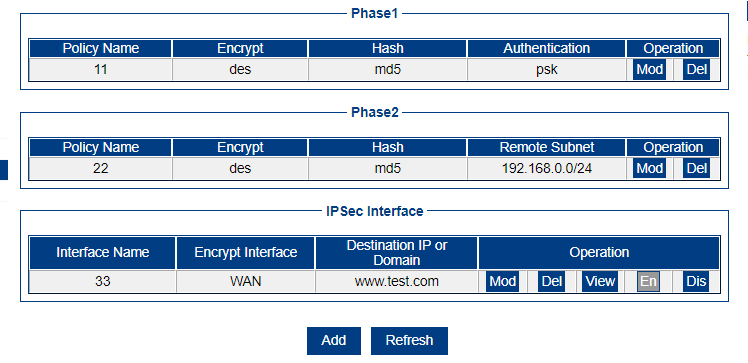 Phase1
Policy Name Encrypt Hash Authentication Operation
11 des md5 psk Mod Del
Phase2
Policy Name Encrypt Hash Remote Subnet Operation
22 des md5 192.168.0.0/24 Mod Del
IPSec Interface
Interface Name Encrypt Interface Destination IP or Domain Operation
33 WAN www.test.com Mod Del View En Dis
Add Refresh